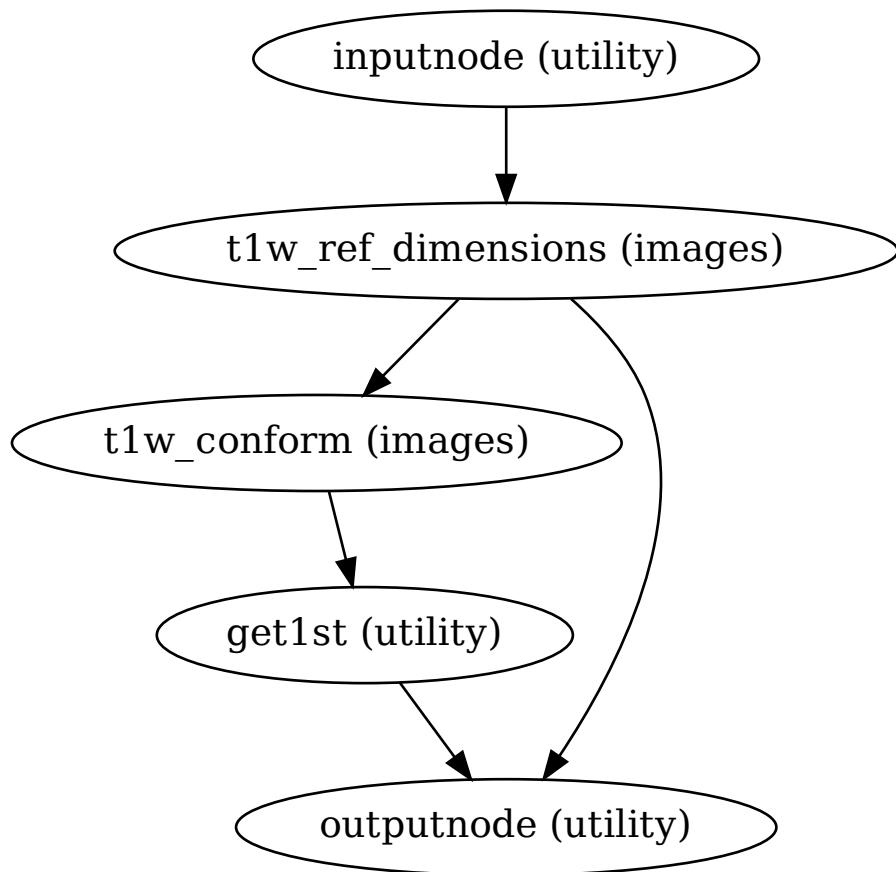 inputnode (utility)
t1w_ref_dimensions (images)
t1w_conform (images)
get1st (utility)
outputnode (utility)